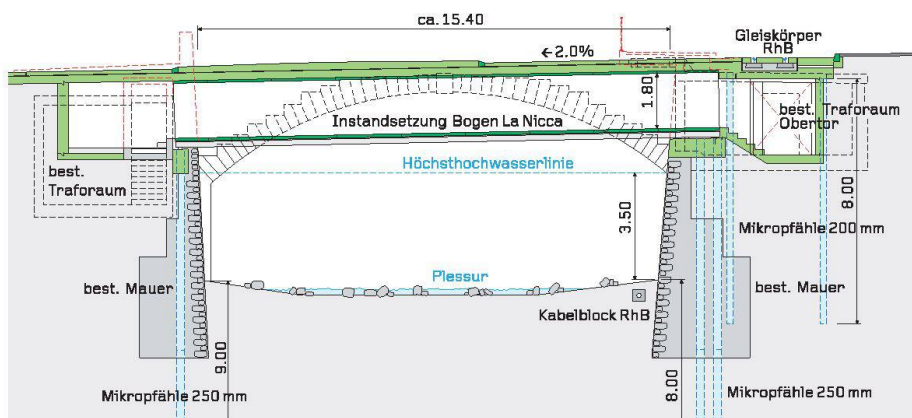 ca. 15.40
←2.0%
Gleiskörper
RhB
1.80
best. Traforaum
Obertor
Instandsetzung Bogen La Nicca
Höchsthochwasserlinie
best.
Traforaum
8.00
3.50
Mikropfähle 200 mm
Plessur
best. Mauer
best. Mauer
Kabelblock RhB
9.00
8.00
Mikropfähle 250 mm
Mikropfähle 250 mm